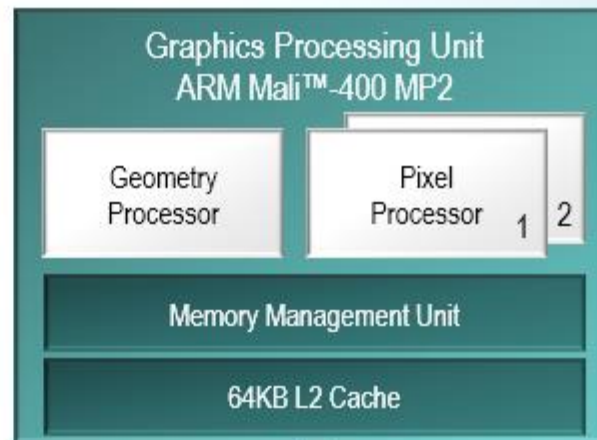 Graphics Processing Unit
ARM Mali™-400 MP2
Geometry
Processor
Pixel
Processor
1
2
Memory Management Unit
64KB L2 Cache